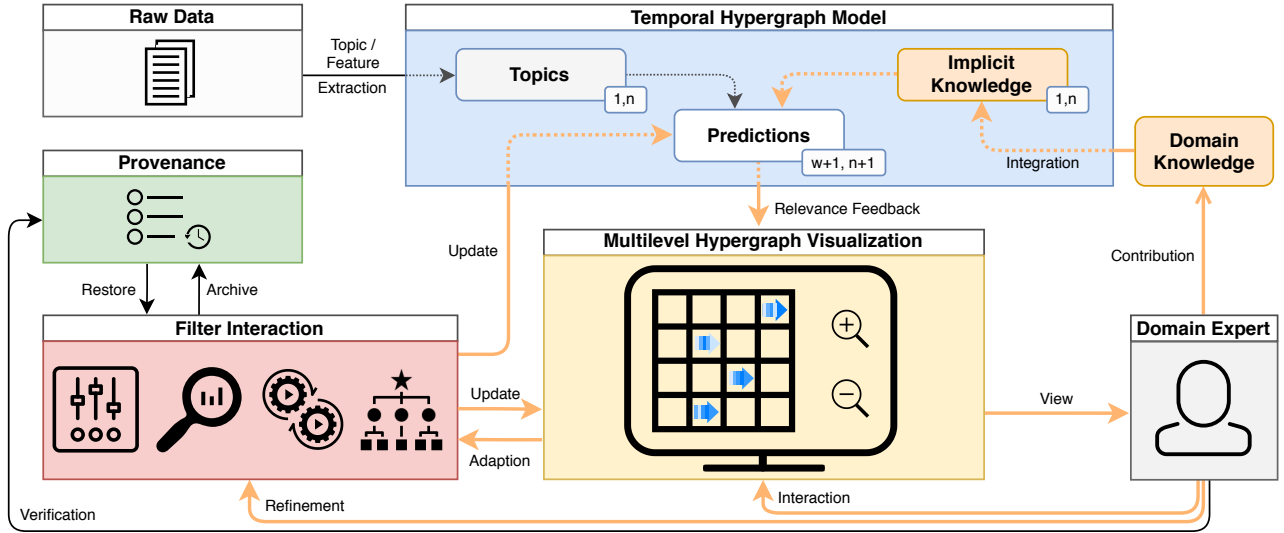 Raw Data
Topic /
Feature
Extraction
Temporal Hypergraph Model
Topics
1,n
Implicit
Knowledge
1,n
Predictions
w+1, n+1
Integration
Domain
Knowledge
Provenance
Restore
Archive
Update
Relevance Feedback
Contribution
Multilevel Hypergraph Visualization
Filter Interaction
Update
Adaption
View
Domain Expert
Refinement
Interaction
Verification